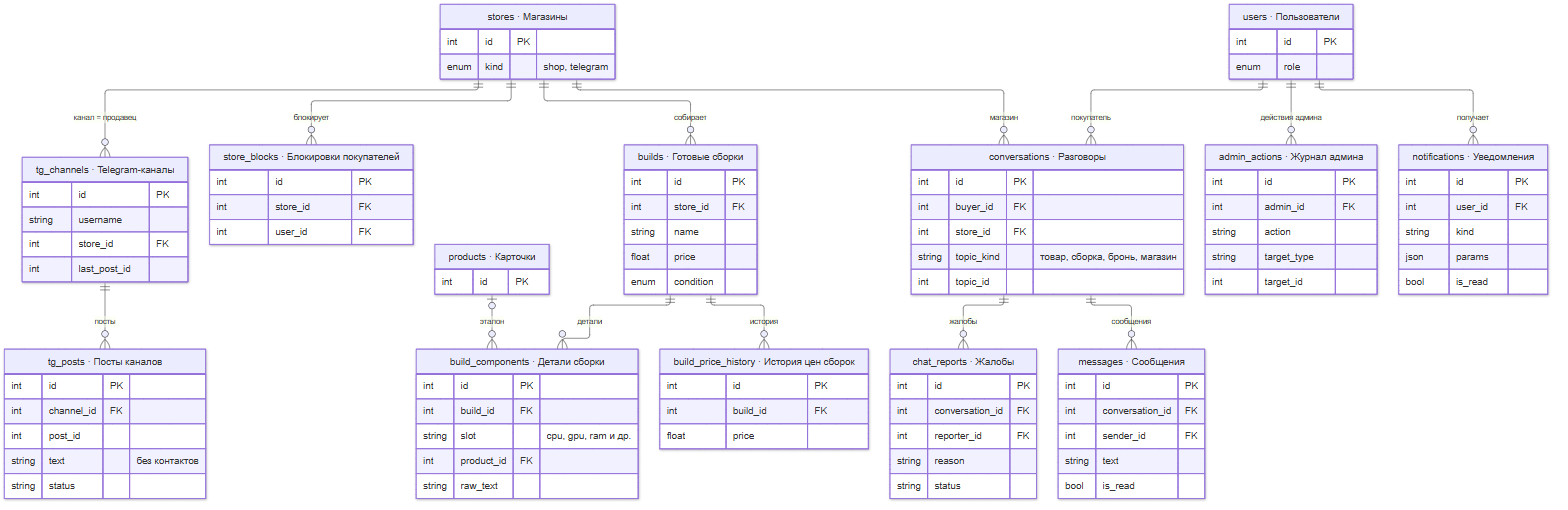 stores · Магазины
int id PK
enum kind shop, telegram
users · Пользователи
int id PK
enum role
канал = продавец
блокирует
собирает
магазин
покупатель
действия админа
получает
tg_channels · Telegram-каналы
int id PK
string username
int store_id FK
int last_post_id
store_blocks · Блокировки покупателей
int id PK
int store_id FK
int user_id FK
builds · Готовые сборки
int id PK
int store_id FK
string name
float price
enum condition
conversations · Разговоры
int id PK
int buyer_id FK
int store_id FK
string topic_kind товар, сборка, бронь, магазин
int topic_id
admin_actions · Журнал админа
int id PK
int admin_id FK
string action
string target_type
int target_id
notifications · Уведомления
int id PK
int user_id FK
string kind
json params
bool is_read
products · Карточки
int id PK
посты
эталон
детали
история
жалобы
сообщения
tg_posts · Посты каналов
int id PK
int channel_id FK
int post_id
string text без контактов
string status
build_components · Детали сборки
int id PK
int build_id FK
string slot cpu, gpu, ram и др.
int product_id FK
string raw_text
build_price_history · История цен сборок
int id PK
int build_id FK
float price
chat_reports · Жалобы
int id PK
int conversation_id FK
int reporter_id FK
string reason
string status
messages · Сообщения
int id PK
int conversation_id FK
int sender_id FK
string text
bool is_read